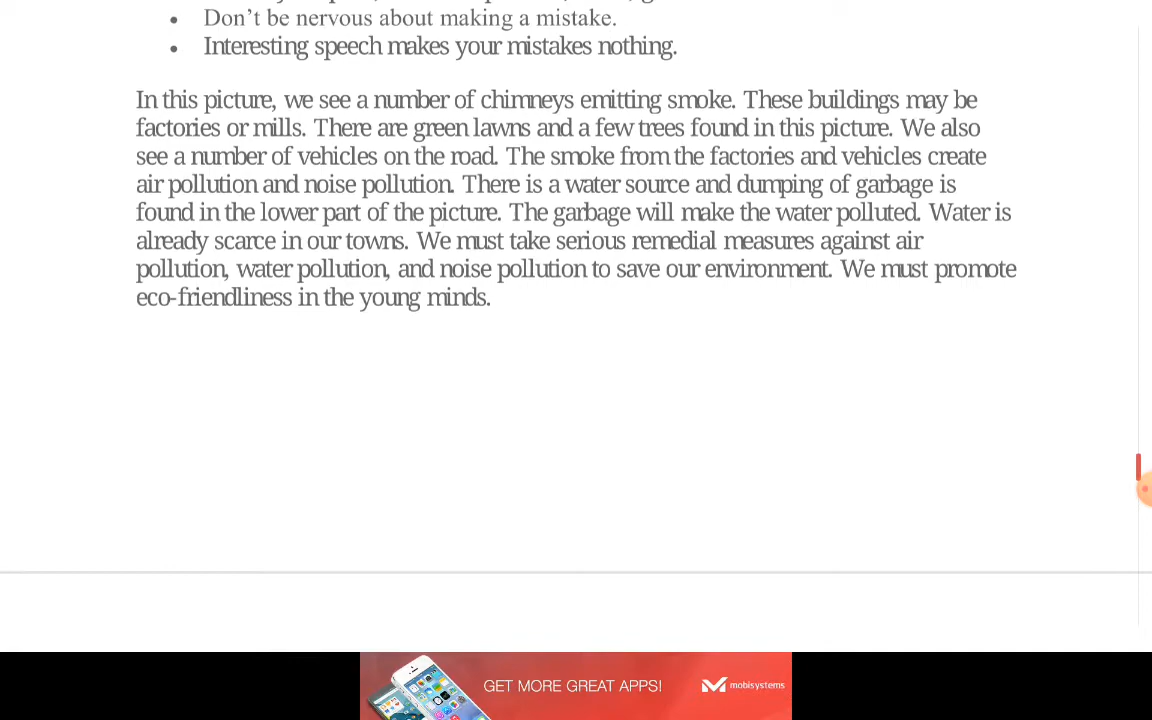 • Don’t be nervous about making a mistake.
• Interesting speech makes your mistakes nothing.
In this picture, we see a number of chimneys emitting smoke. These buildings may be
factories or mills. There are green lawns and a few trees found in this picture. We also
see a number of vehicles on the road. The smoke from the factories and vehicles create
air pollution and noise pollution. There is a water source and dumping of garbage is
found in the lower part of the picture. The garbage will make the water polluted. Water is
already scarce in our towns. We must take serious remedial measures against air
pollution, water pollution, and noise pollution to save our environment. We must promote
eco-friendliness in the young minds.
GET MORE GREAT APPS!
mobisystems